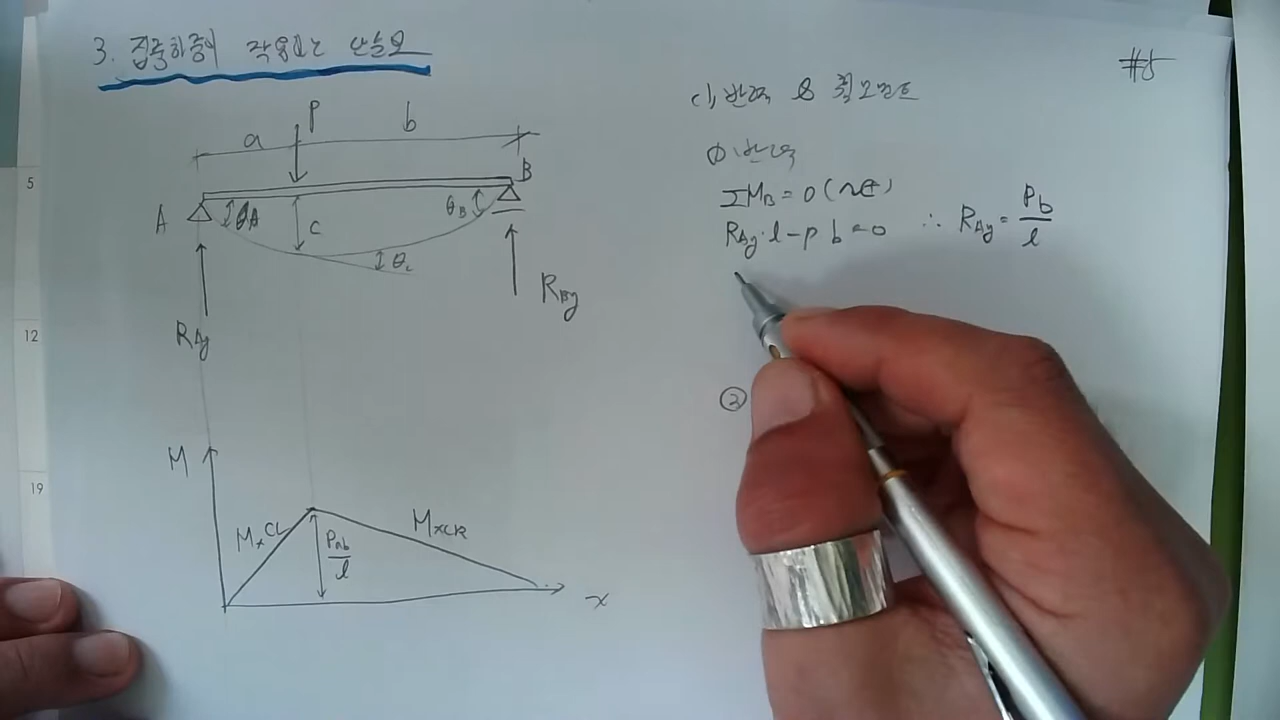 3. 집중하중이 작용하는 단순보
#5
P
a
b
A
B
θA
C
θB
θc
RAy
RBy
M
MxCL
MxCR
Pab
l
x
(1) 반력 & 휨모멘트
① 반력
ΣMB = 0 (~⊕)
RAy·l - P b = 0 ∴ RAy = Pb/l
②
5
12
19